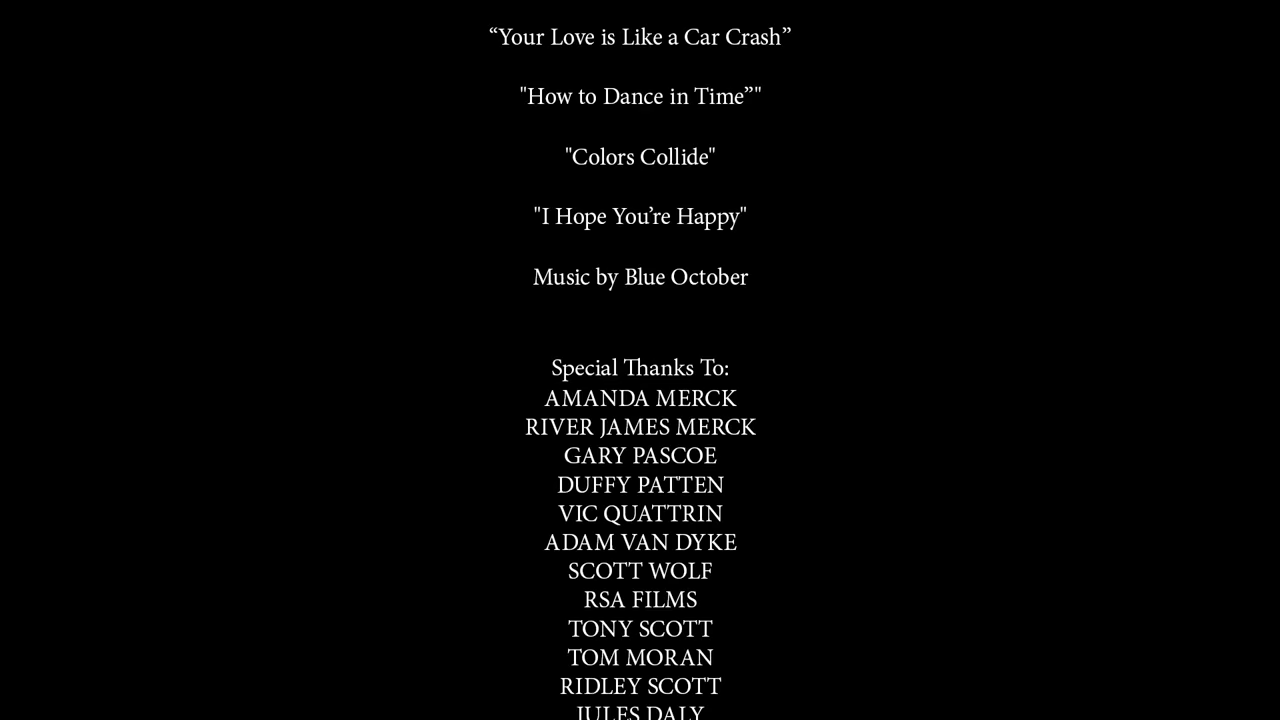 “Your Love is Like a Car Crash”
"How to Dance in Time”"
"Colors Collide"
"I Hope You’re Happy"
Music by Blue October
Special Thanks To:
AMANDA MERCK
RIVER JAMES MERCK
GARY PASCOE
DUFFY PATTEN
VIC QUATTRIN
ADAM VAN DYKE
SCOTT WOLF
RSA FILMS
TONY SCOTT
TOM MORAN
RIDLEY SCOTT
JULES DALY